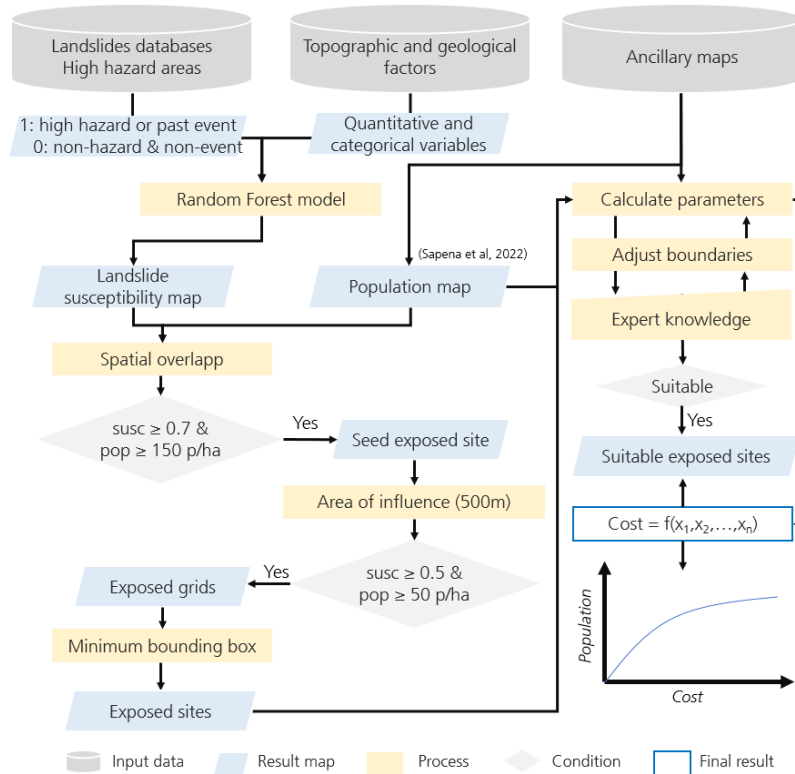 Landslides databases
High hazard areas
Topographic and geological
factors
Ancillary maps
1: high hazard or past event
0: non-hazard & non-event
Quantitative and
categorical variables
Random Forest model
Calculate parameters
(Sapena et al, 2022)
Adjust boundaries
Landslide
susceptibility map
Population map
Expert knowledge
Spatial overlapp
Suitable
susc ≥ 0.7 &
pop ≥ 150 p/ha
Yes
Seed exposed site
Yes
Suitable exposed sites
Area of influence (500m)
Cost = f(x₁,x₂,...,xₙ)
susc ≥ 0.5 &
pop ≥ 50 p/ha
Yes
Exposed grids
Minimum bounding box
Exposed sites
Population
Cost
Input data
Result map
Process
Condition
Final result